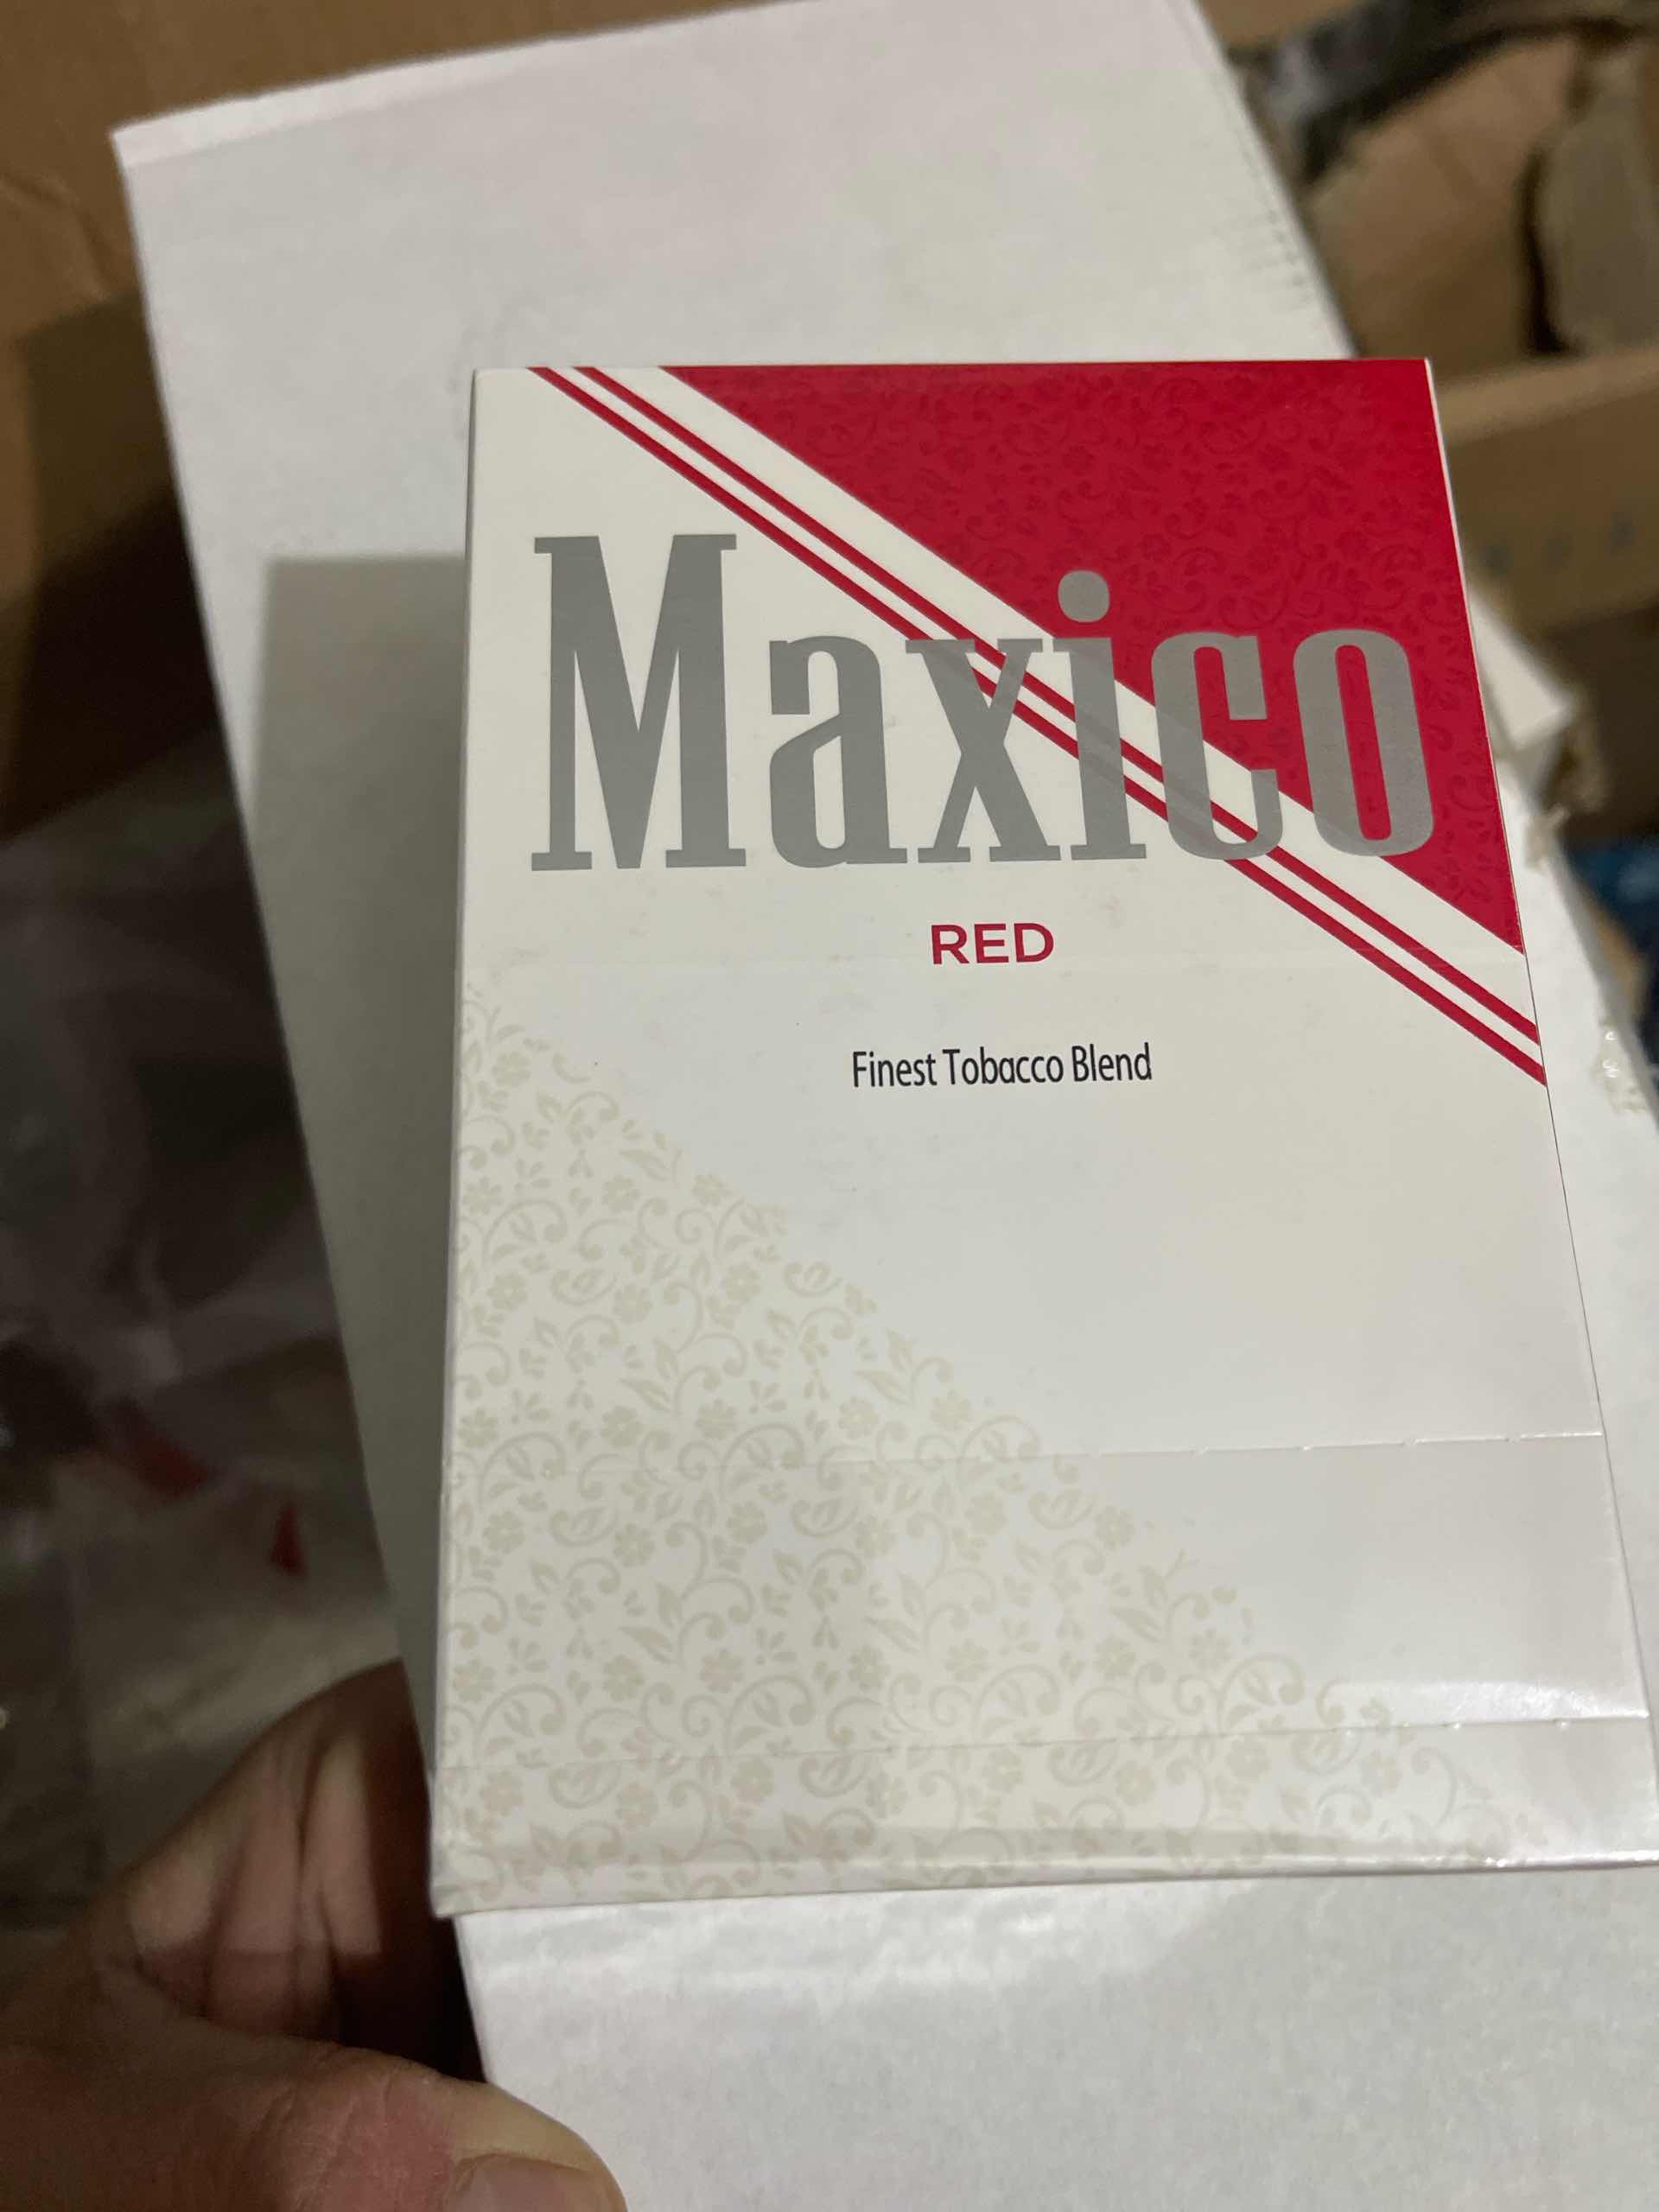 Maxico
RED
Finest Tobacco Blend